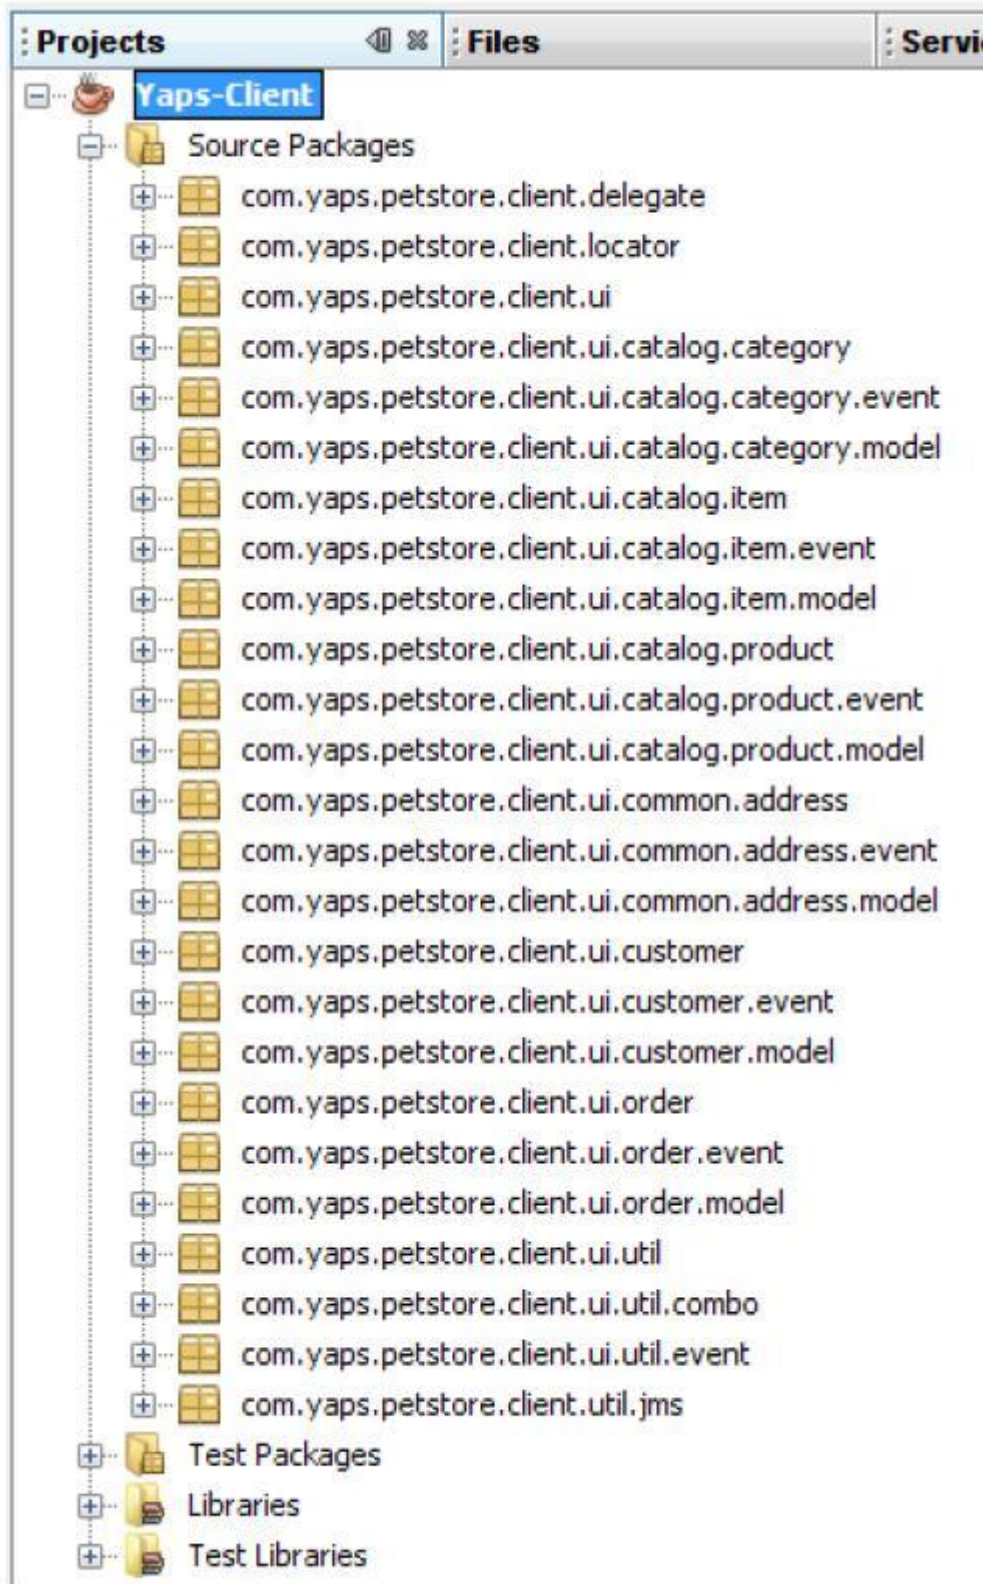 Projects Files
Yaps-Client
Source Packages
com.yaps.petstore.client.delegate
com.yaps.petstore.client.locator
com.yaps.petstore.client.ui
com.yaps.petstore.client.ui.catalog.category
com.yaps.petstore.client.ui.catalog.category.event
com.yaps.petstore.client.ui.catalog.category.model
com.yaps.petstore.client.ui.catalog.item
com.yaps.petstore.client.ui.catalog.item.event
com.yaps.petstore.client.ui.catalog.item.model
com.yaps.petstore.client.ui.catalog.product
com.yaps.petstore.client.ui.catalog.product.event
com.yaps.petstore.client.ui.catalog.product.model
com.yaps.petstore.client.ui.common.address
com.yaps.petstore.client.ui.common.address.event
com.yaps.petstore.client.ui.common.address.model
com.yaps.petstore.client.ui.customer
com.yaps.petstore.client.ui.customer.event
com.yaps.petstore.client.ui.customer.model
com.yaps.petstore.client.ui.order
com.yaps.petstore.client.ui.order.event
com.yaps.petstore.client.ui.order.model
com.yaps.petstore.client.ui.util
com.yaps.petstore.client.ui.util.combo
com.yaps.petstore.client.ui.util.event
com.yaps.petstore.client.util.jms
Test Packages
Libraries
Test Libraries